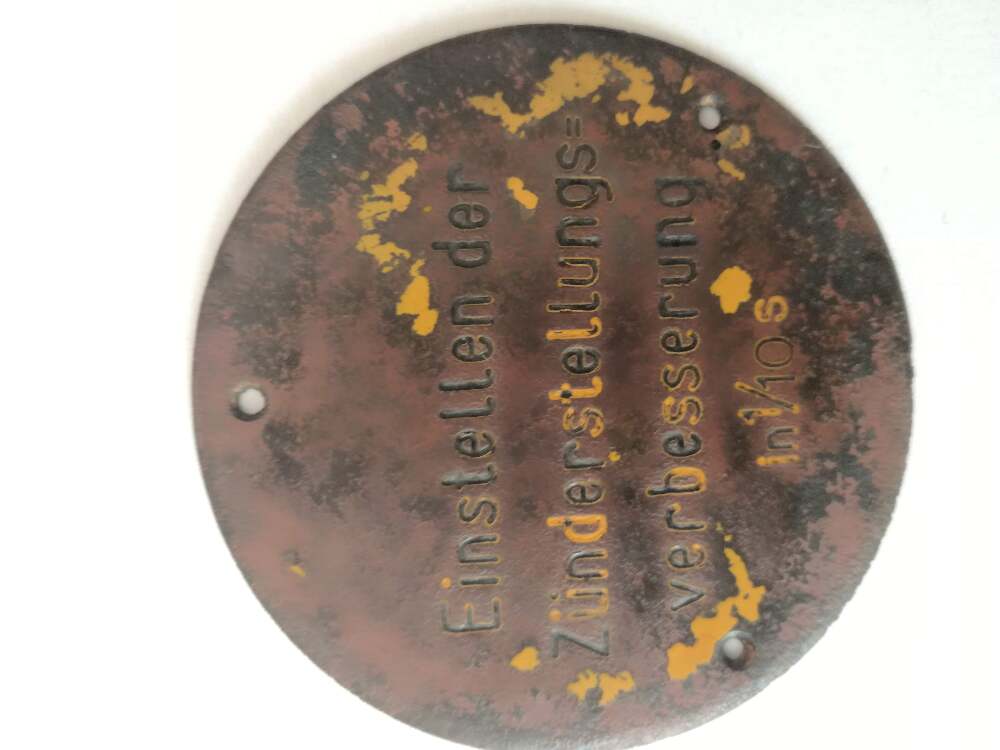 Einstellen der
Zünderstellungs=
verbesserung
in 1/10 s